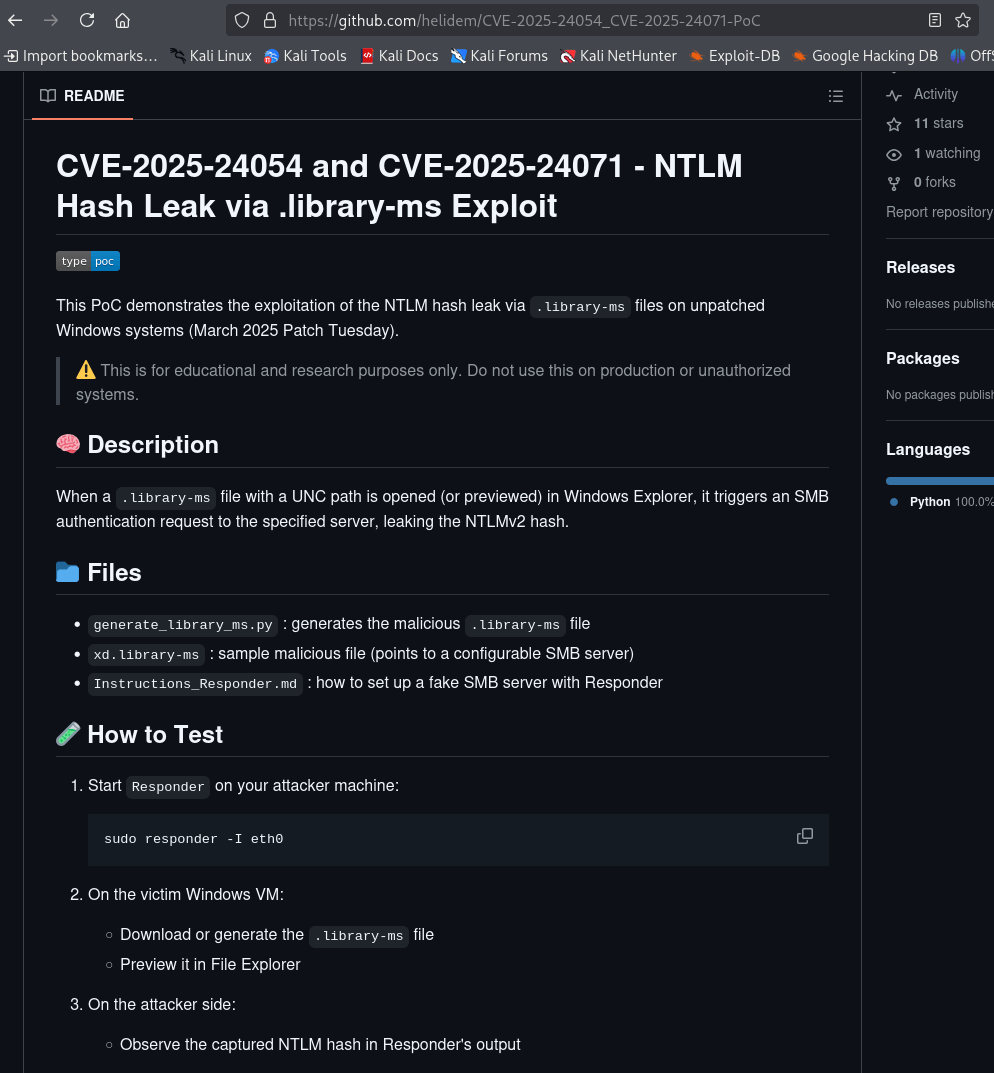 https://github.com/helidem/CVE-2025-24054_CVE-2025-24071-PoC
Import bookmarks… Kali Linux Kali Tools Kali Docs Kali Forums Kali NetHunter Exploit-DB Google Hacking DB OffS
README
Activity
11 stars
1 watching
0 forks
Report repository
Releases
No releases publishe
Packages
No packages publish
Languages
Python 100.0%
CVE-2025-24054 and CVE-2025-24071 - NTLM
Hash Leak via .library-ms Exploit
type poc
This PoC demonstrates the exploitation of the NTLM hash leak via .library-ms files on unpatched
Windows systems (March 2025 Patch Tuesday).
⚠️ This is for educational and research purposes only. Do not use this on production or unauthorized
systems.
🧠 Description
When a .library-ms file with a UNC path is opened (or previewed) in Windows Explorer, it triggers an SMB
authentication request to the specified server, leaking the NTLMv2 hash.
📁 Files
• generate_library_ms.py : generates the malicious .library-ms file
• xd.library-ms : sample malicious file (points to a configurable SMB server)
• Instructions_Responder.md : how to set up a fake SMB server with Responder
🧪 How to Test
1. Start Responder on your attacker machine:
sudo responder -I eth0
2. On the victim Windows VM:
○ Download or generate the .library-ms file
○ Preview it in File Explorer
3. On the attacker side:
○ Observe the captured NTLM hash in Responder's output